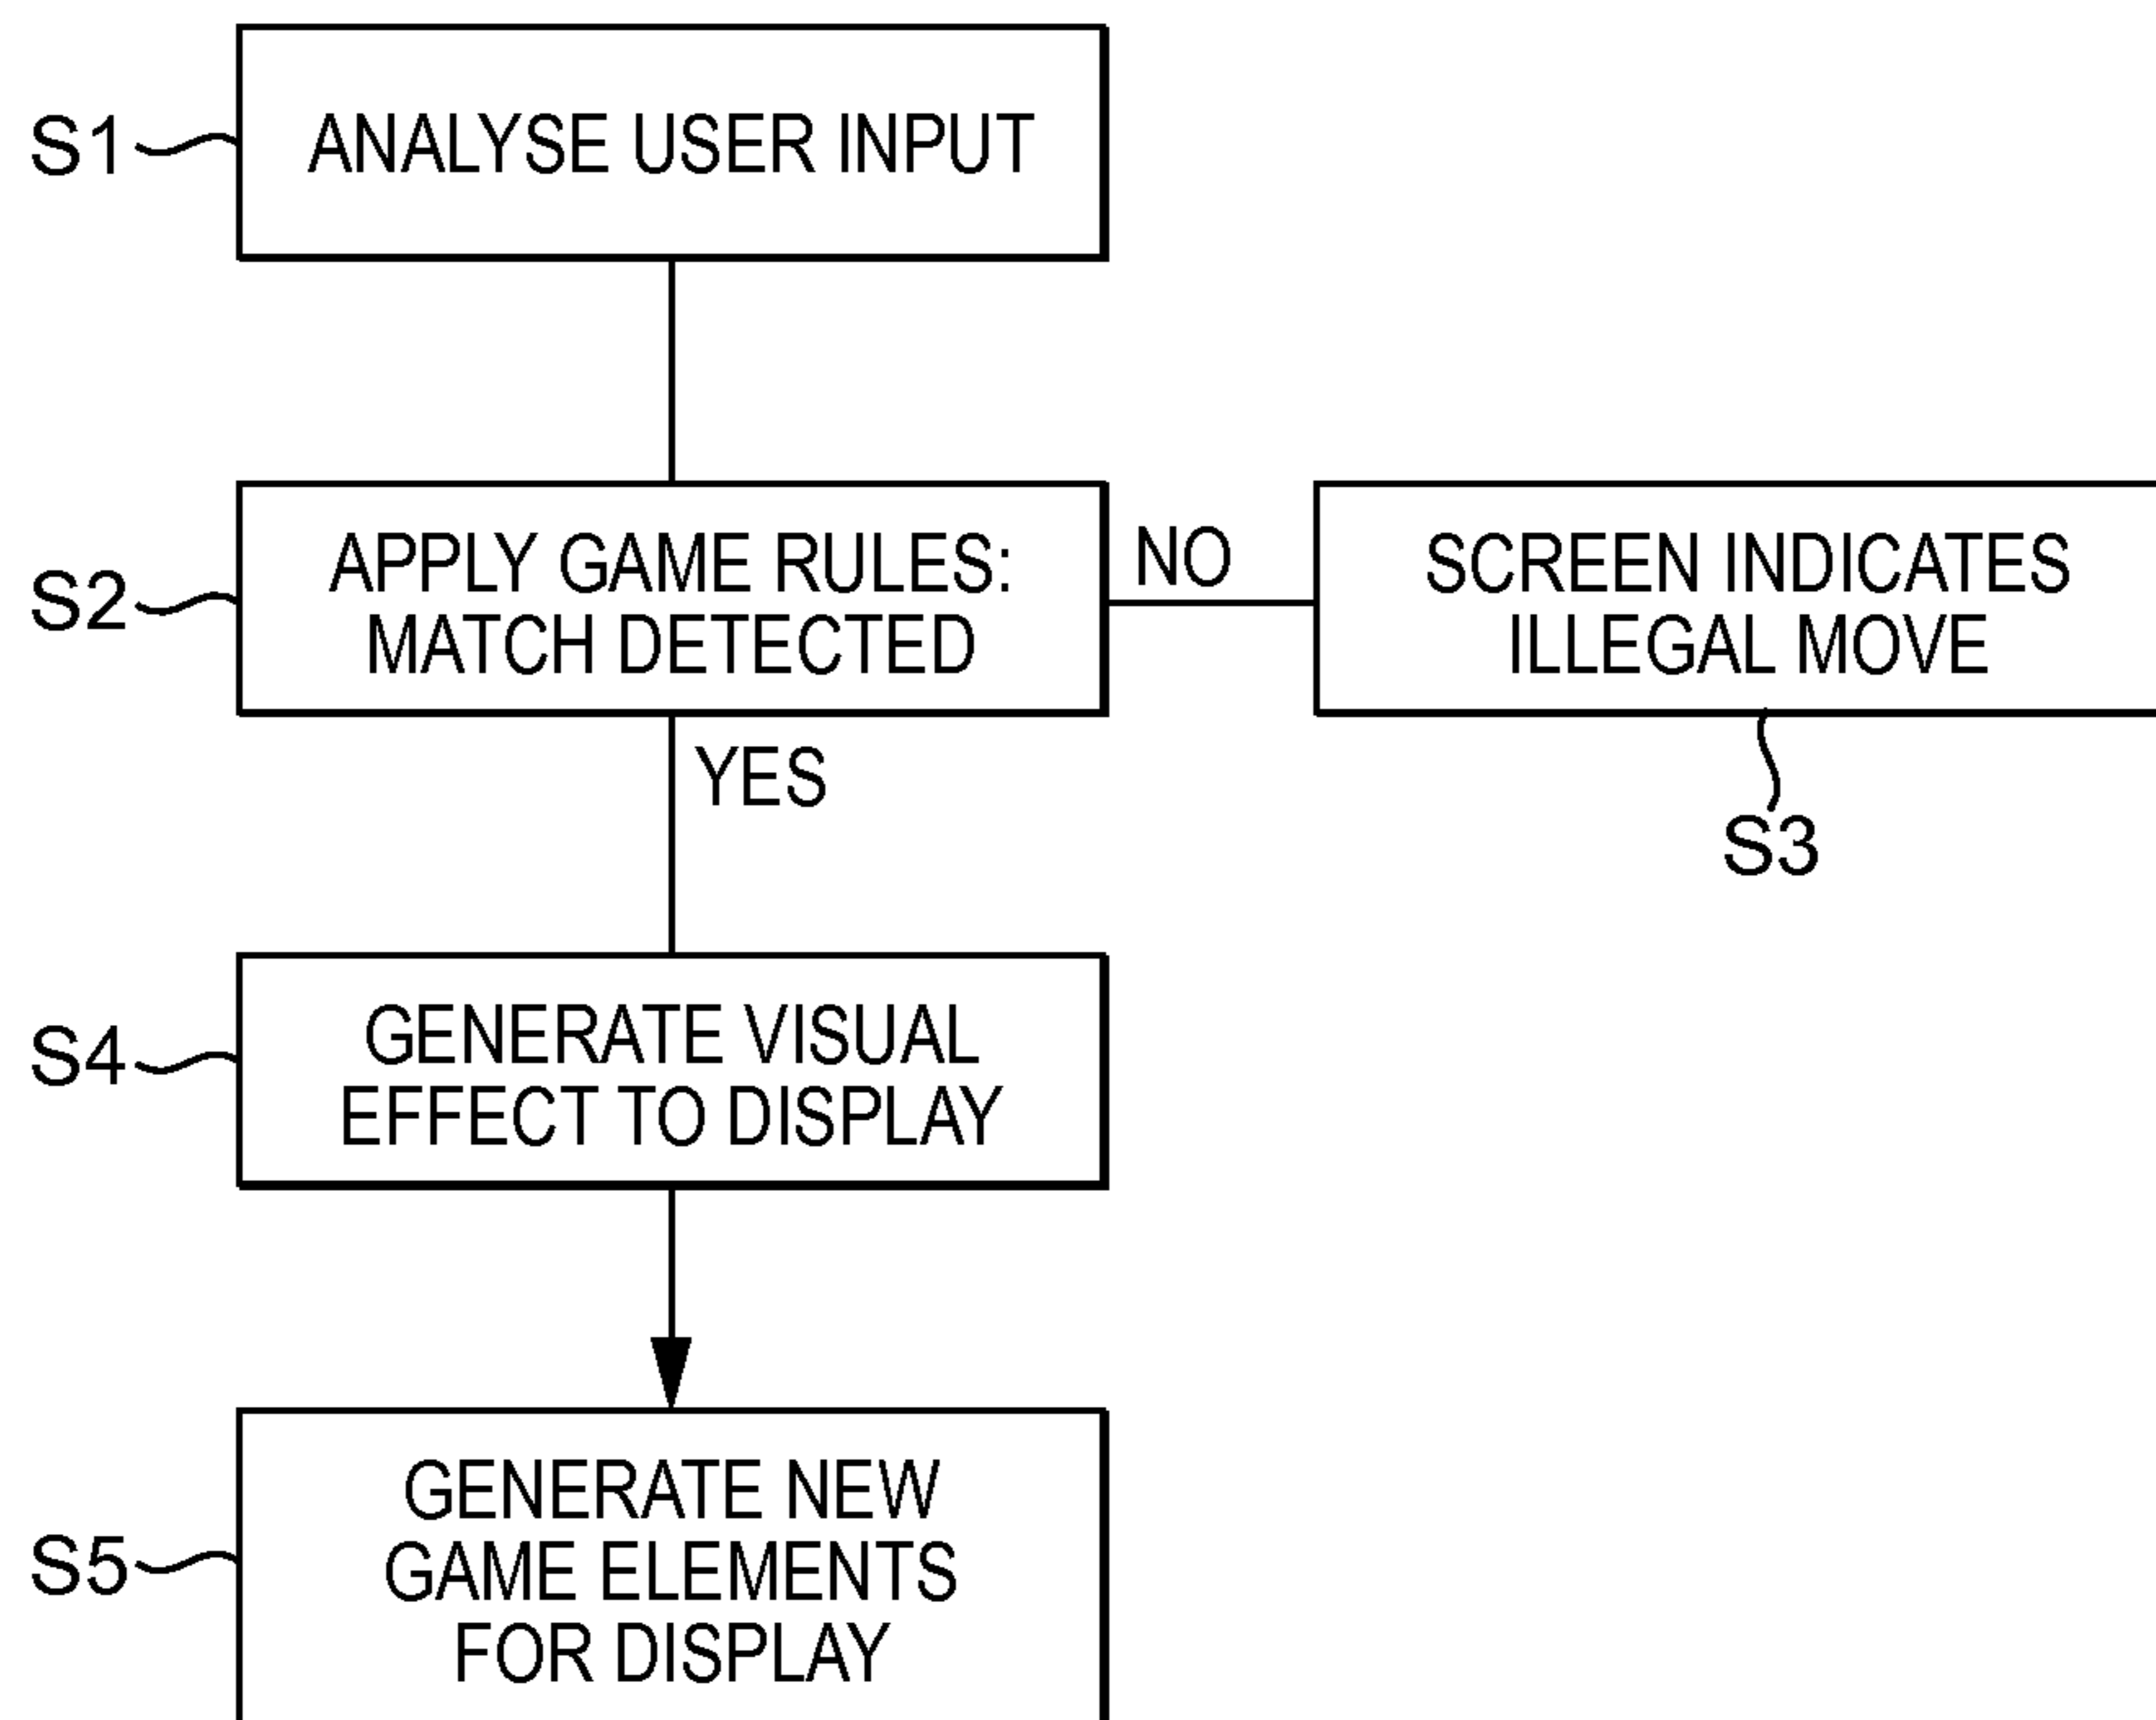 S1
ANALYSE USER INPUT
S2
APPLY GAME RULES:
MATCH DETECTED
NO
SCREEN INDICATES
ILLEGAL MOVE
YES
S3
S4
GENERATE VISUAL
EFFECT TO DISPLAY
S5
GENERATE NEW
GAME ELEMENTS
FOR DISPLAY